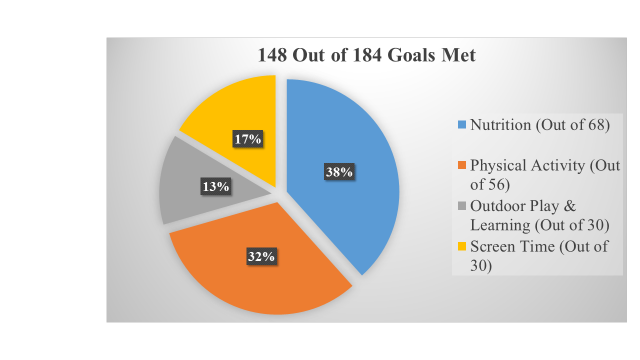 148 Out of 184 Goals Met
17%
38%
13%
32%
Nutrition (Out of 68)
Physical Activity (Out
of 56)
Outdoor Play &
Learning (Out of 30)
Screen Time (Out of
30)